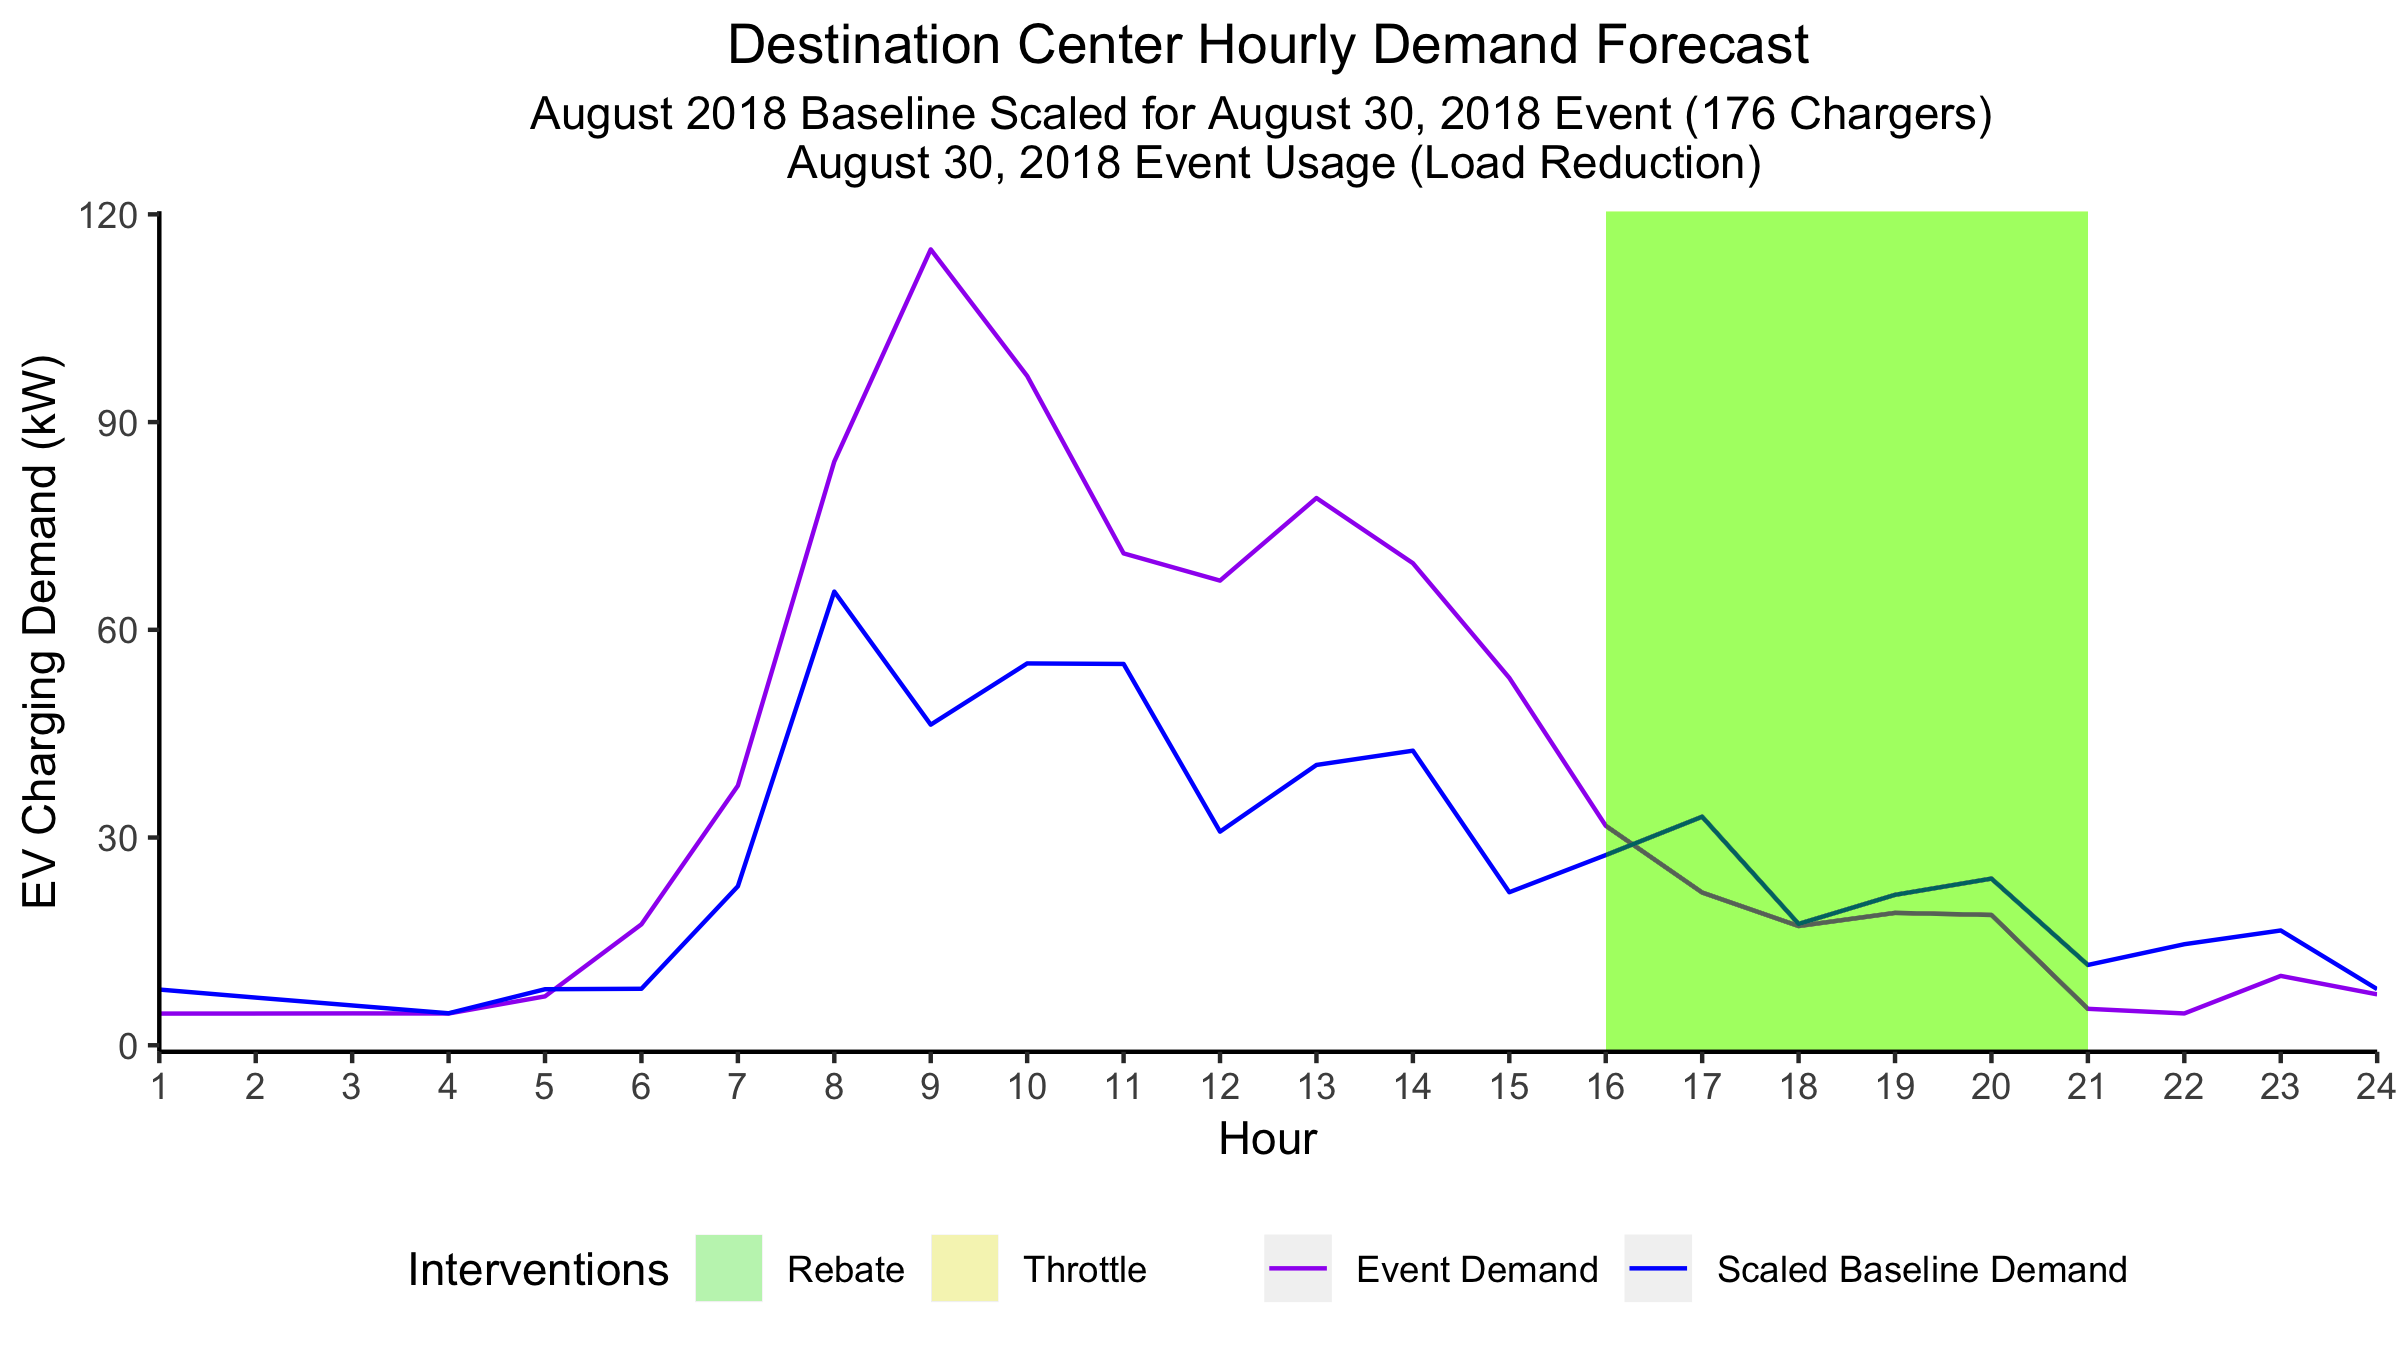 Destination Center Hourly Demand Forecast
August 2018 Baseline Scaled for August 30, 2018 Event (176 Chargers)
August 30, 2018 Event Usage (Load Reduction)
EV Charging Demand (kW)
120
90
60
30
0
1 2 3 4 5 6 7 8 9 10 11 12 13 14 15 16 17 18 19 20 21 22 23 24
Hour
Interventions Rebate Throttle Event Demand Scaled Baseline Demand